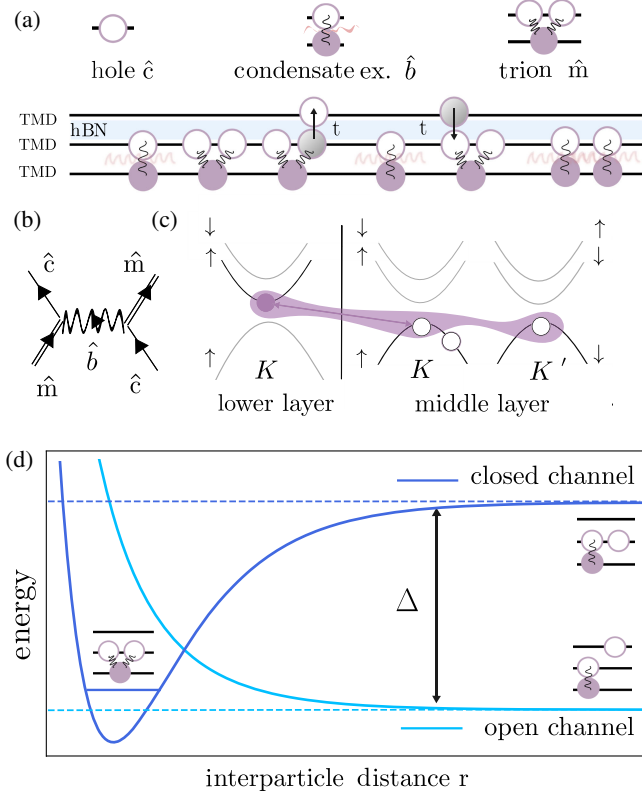 (a)
hole ĉ
condensate ex. b̂
trion m̂
TMD
hBN
t
t
TMD
TMD
(b)
ĉ
m̂
b̂
m̂
ĉ
(c)
↓
↑
↓
↑
↑
↓
↑
K
↑
K
K′
↓
lower layer
middle layer
(d)
closed channel
Δ
open channel
energy
interparticle distance r